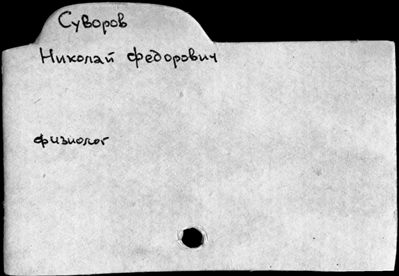 Суворов
Николай Федорович
физиолог